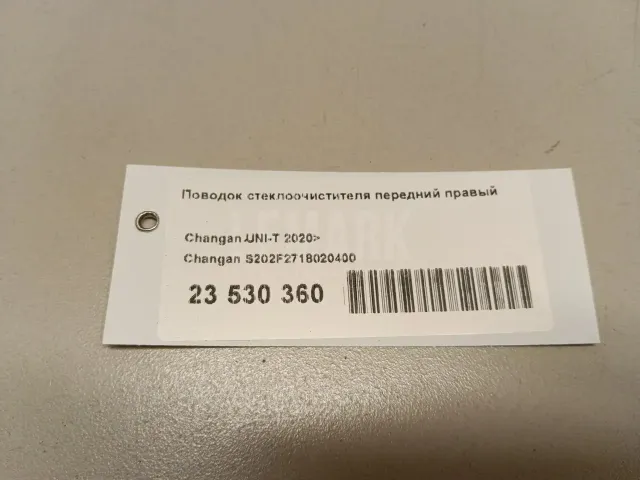 Поводок стеклоочистителя передний правый
Changan UNI-T 2020>
Changan S202F2718020400
23 530 360